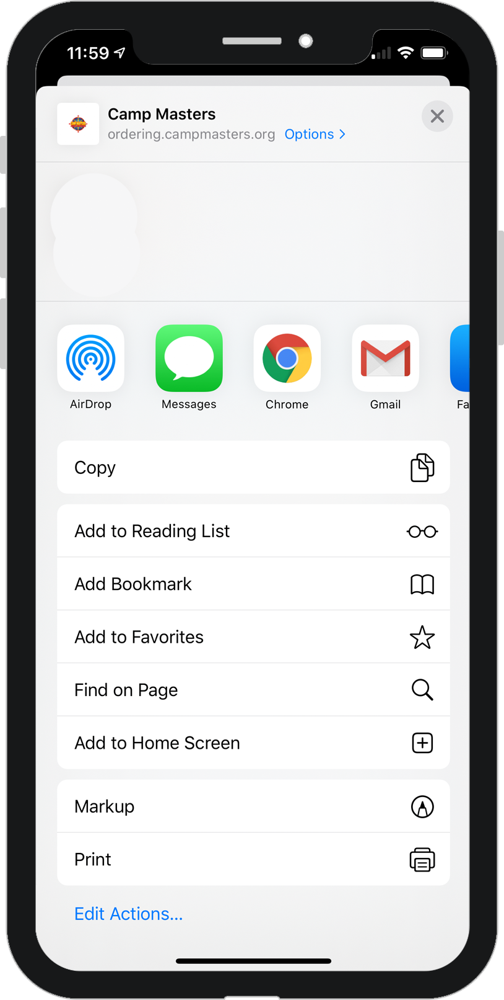 11:59
Camp Masters
ordering.campmasters.org Options >
AirDrop Messages Chrome Gmail Fa
Copy
Add to Reading List
Add Bookmark
Add to Favorites
Find on Page
Add to Home Screen
Markup
Print
Edit Actions...